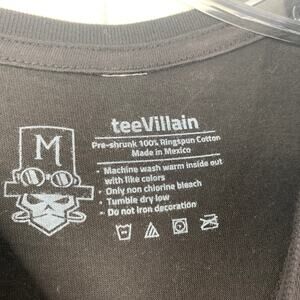 teeVillain
Pre-shrunk 100% Ringspun Cotton
Made in Mexico
• Machine wash warm inside out
with like colors
• Only non chlorine bleach
• Tumble dry low
• Do not iron decoration
M